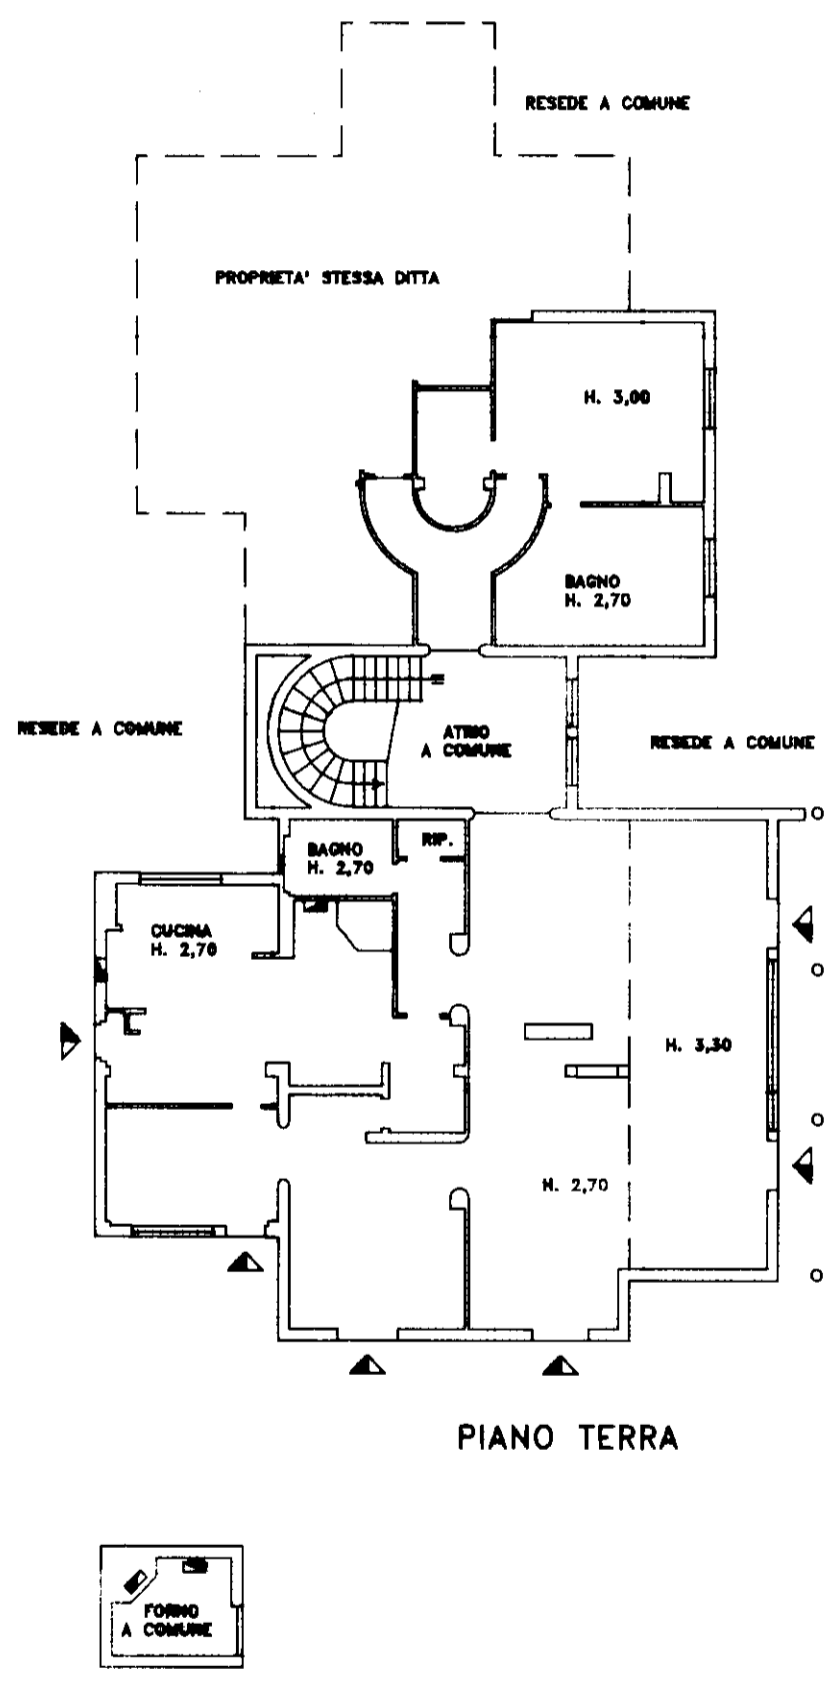 RESEDE A COMUNE
PROPRIETA' STESSA DITTA
H. 3,00
BAGNO
H. 2,70
RESEDE A COMUNE
ATRIO
A COMUNE
RESEDE A COMUNE
BAGNO
H. 2,70
RIP.
CUCINA
H. 2,70
H. 3,30
H. 2,70
PIANO TERRA
FORNO
A COMUNE